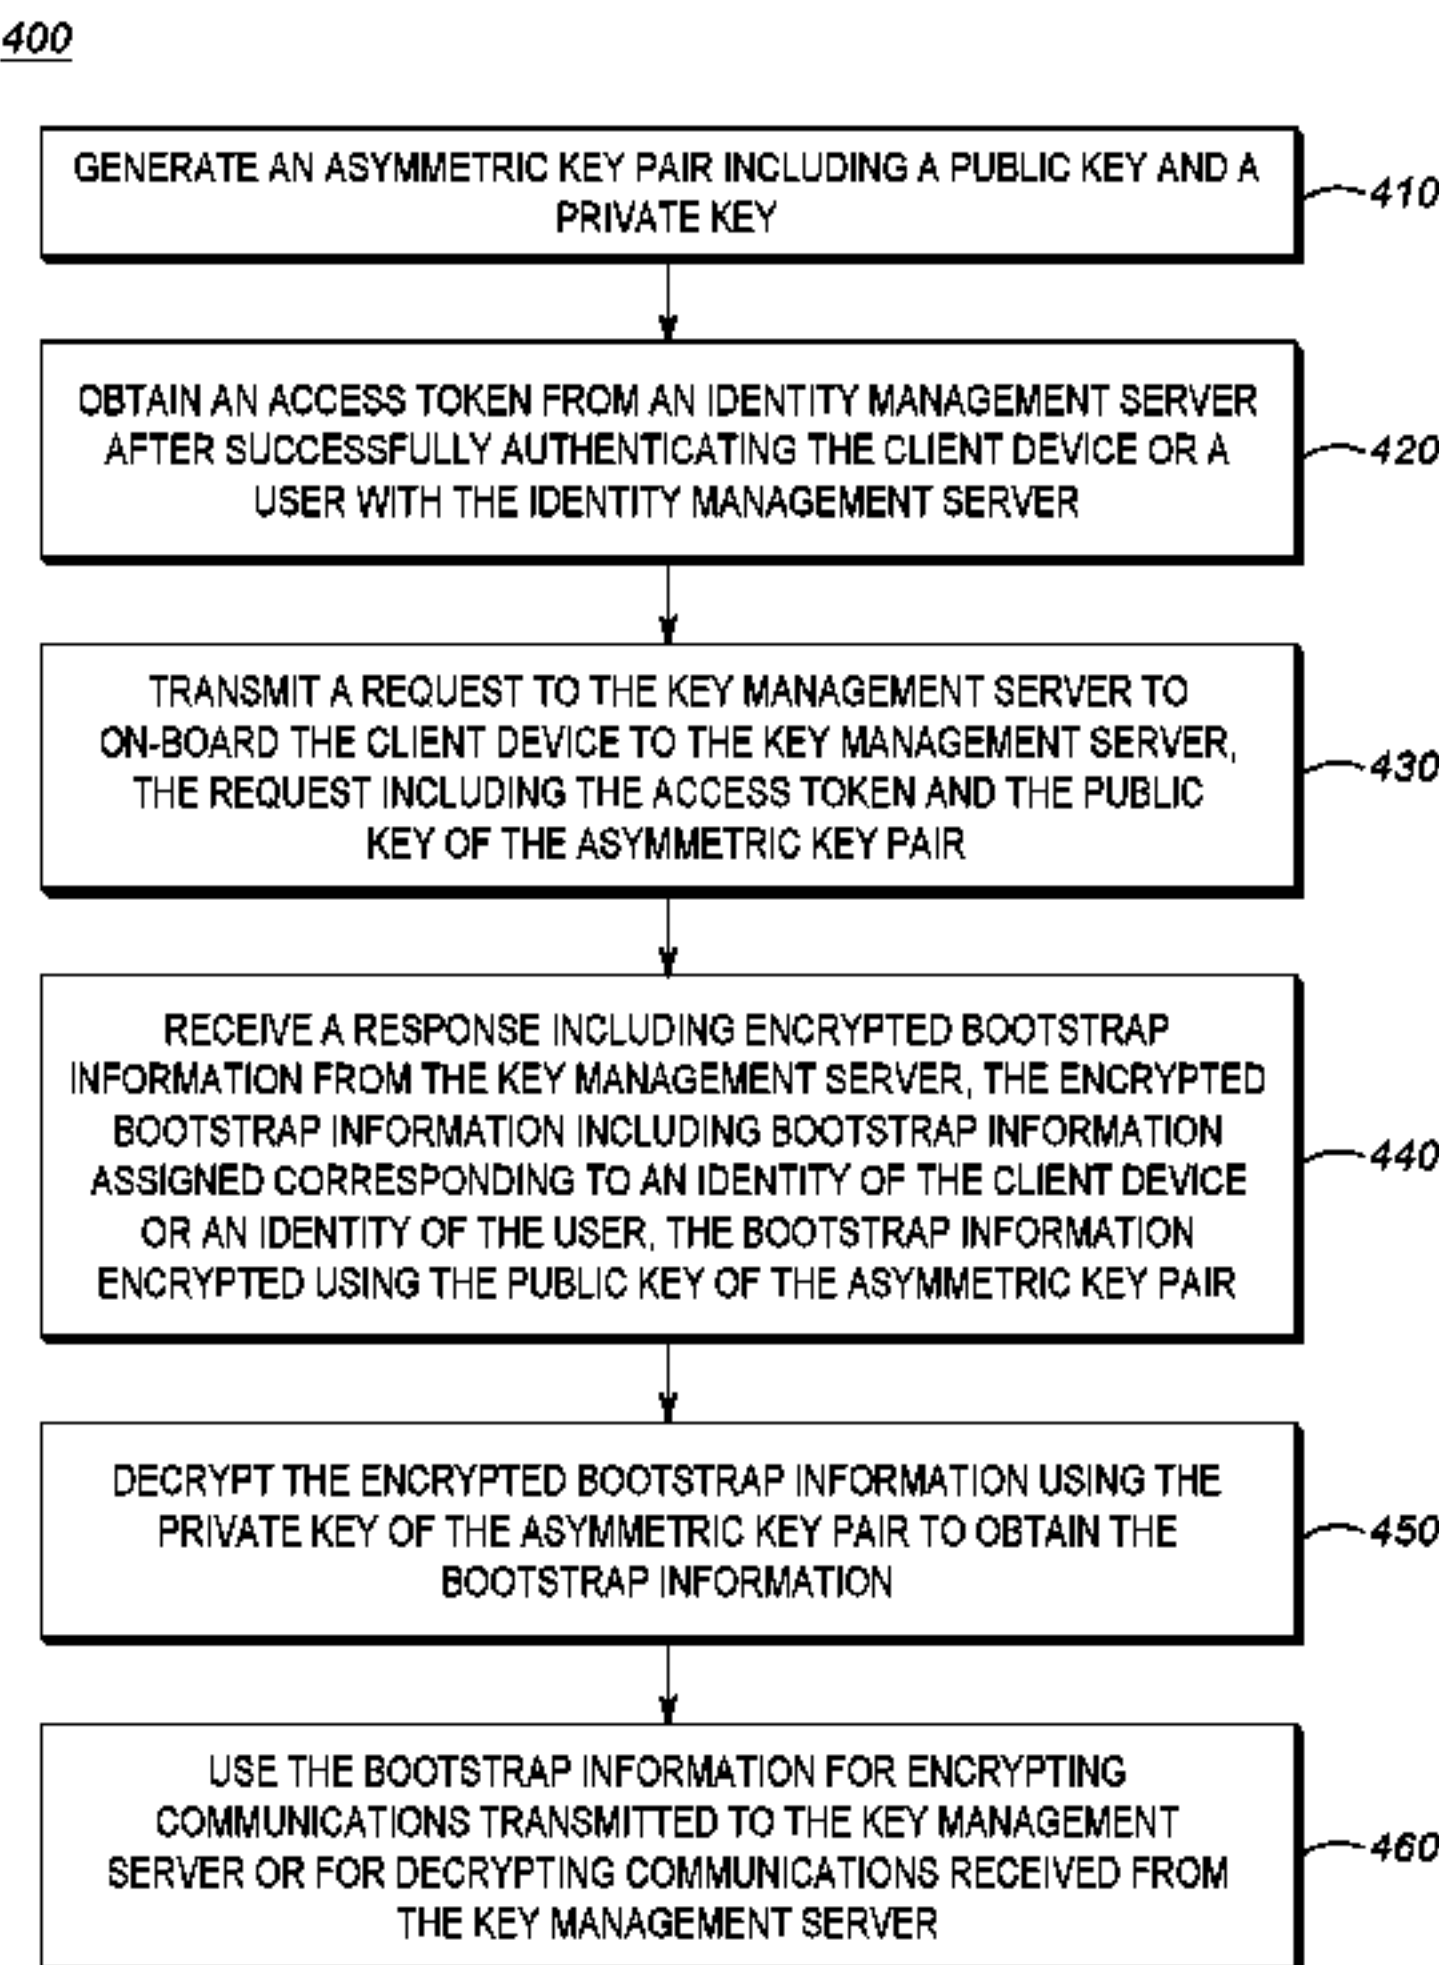 400
GENERATE AN ASYMMETRIC KEY PAIR INCLUDING A PUBLIC KEY AND A
PRIVATE KEY
410
OBTAIN AN ACCESS TOKEN FROM AN IDENTITY MANAGEMENT SERVER
AFTER SUCCESSFULLY AUTHENTICATING THE CLIENT DEVICE OR A
USER WITH THE IDENTITY MANAGEMENT SERVER
420
TRANSMIT A REQUEST TO THE KEY MANAGEMENT SERVER TO
ON-BOARD THE CLIENT DEVICE TO THE KEY MANAGEMENT SERVER,
THE REQUEST INCLUDING THE ACCESS TOKEN AND THE PUBLIC
KEY OF THE ASYMMETRIC KEY PAIR
430
RECEIVE A RESPONSE INCLUDING ENCRYPTED BOOTSTRAP
INFORMATION FROM THE KEY MANAGEMENT SERVER, THE ENCRYPTED
BOOTSTRAP INFORMATION INCLUDING BOOTSTRAP INFORMATION
ASSIGNED CORRESPONDING TO AN IDENTITY OF THE CLIENT DEVICE
OR AN IDENTITY OF THE USER, THE BOOTSTRAP INFORMATION
ENCRYPTED USING THE PUBLIC KEY OF THE ASYMMETRIC KEY PAIR
440
DECRYPT THE ENCRYPTED BOOTSTRAP INFORMATION USING THE
PRIVATE KEY OF THE ASYMMETRIC KEY PAIR TO OBTAIN THE
BOOTSTRAP INFORMATION
450
USE THE BOOTSTRAP INFORMATION FOR ENCRYPTING
COMMUNICATIONS TRANSMITTED TO THE KEY MANAGEMENT
SERVER OR FOR DECRYPTING COMMUNICATIONS RECEIVED FROM
THE KEY MANAGEMENT SERVER
460